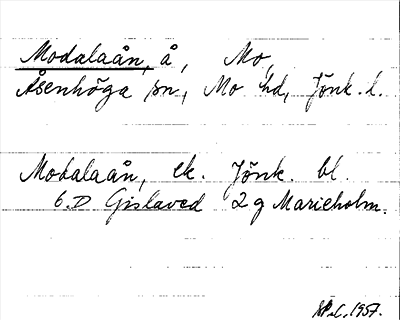 Modalaån, å, Mo,
Åsenhöga sn, Mo hd, Jönk. l.
Modalaån, ek. Jönk. bl.
6.D Gislaved 2g Marieholm.
1957.